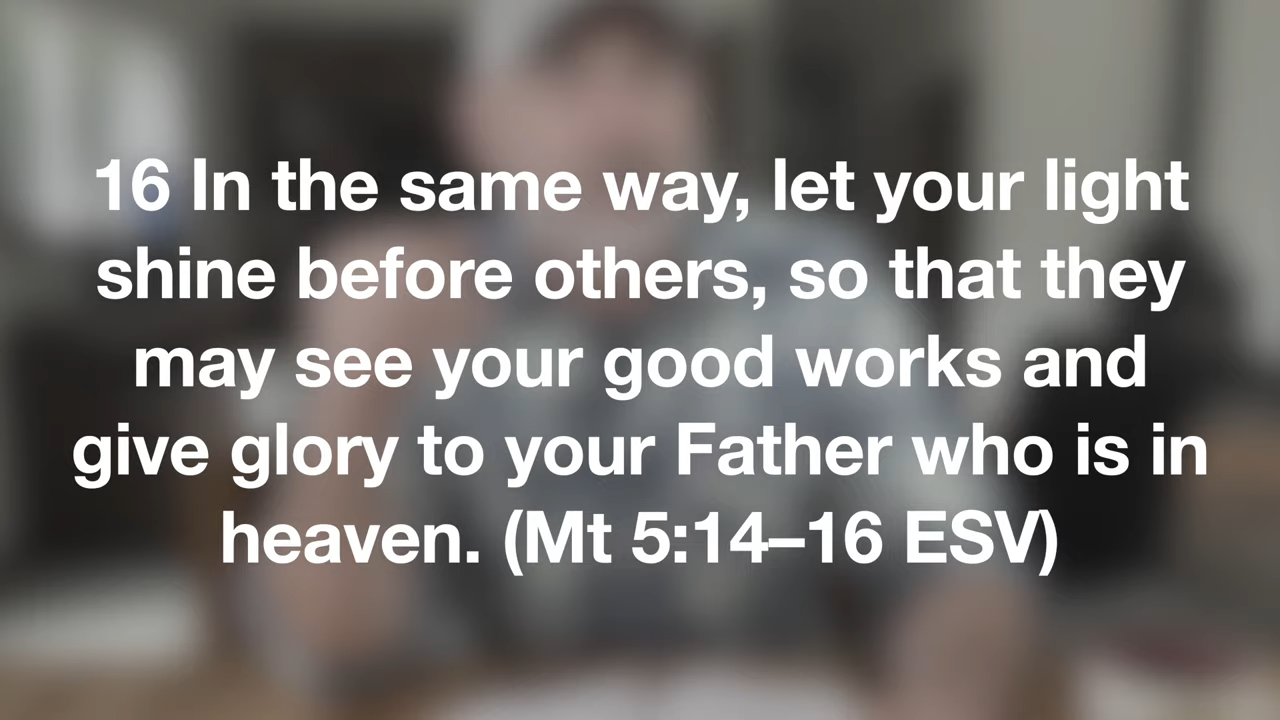 16 In the same way, let your light
shine before others, so that they
may see your good works and
give glory to your Father who is in
heaven. (Mt 5:14–16 ESV)